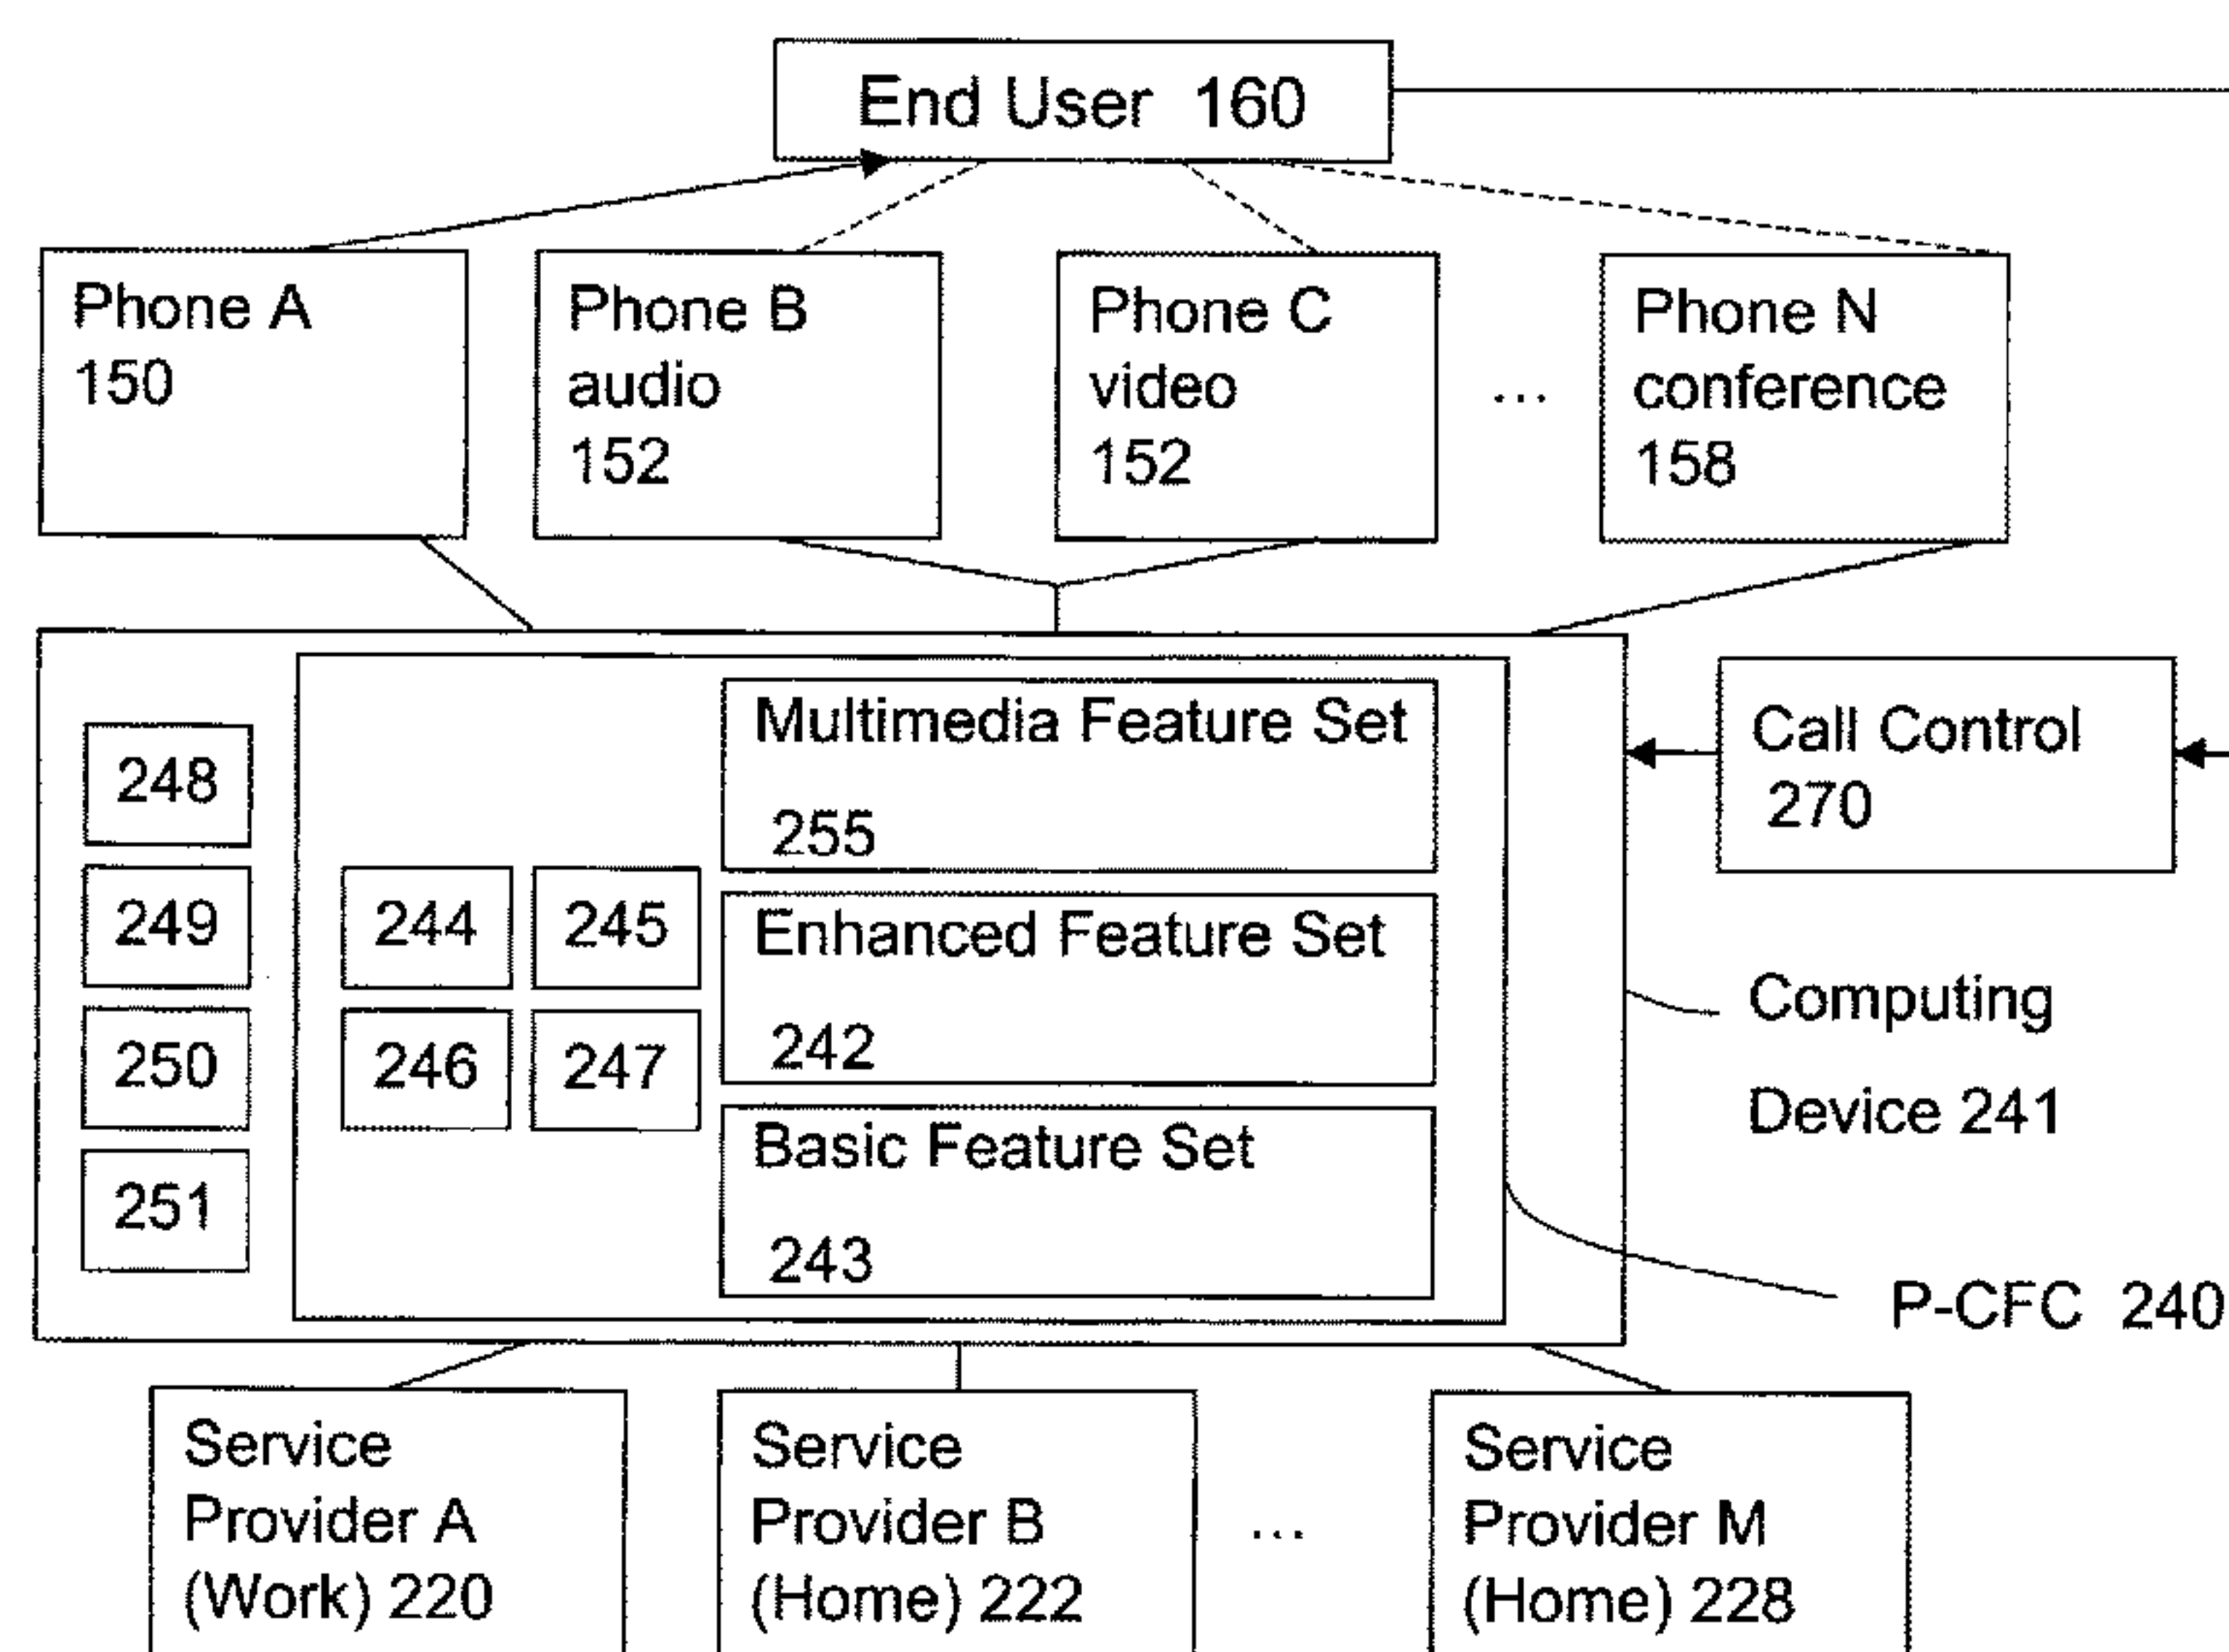 End User 160
Phone A
150
Phone B
audio
152
Phone C
video
152
...
Phone N
conference
158
248
249
250
251
244
245
246
247
Multimedia Feature Set
255
Enhanced Feature Set
242
Basic Feature Set
243
Call Control
270
Computing
Device 241
P-CFC 240
Service
Provider A
(Work) 220
Service
Provider B
(Home) 222
...
Service
Provider M
(Home) 228